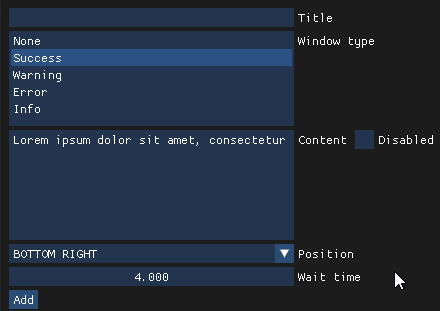 Title
None
Window type
Success
Warning
Error
Info
Lorem ipsum dolor sit amet, consectetur
Content
Disabled
BOTTOM RIGHT
Position
4.000
Wait time
Add